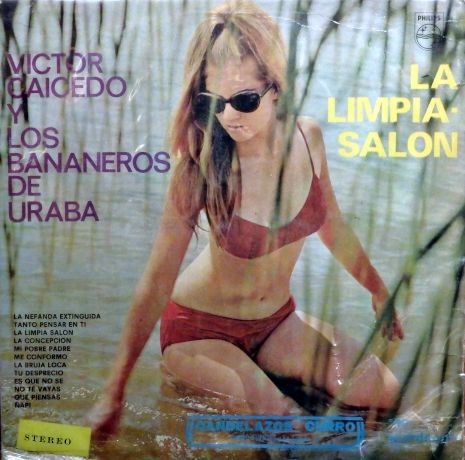 PHILIPS
VICTOR
CAICEDO
Y
LOS
BANANEROS
DE
URABA
LA
LIMPIA-
SALON
LA NEFANDA EXTINGUIDA
TANTO PENSAR EN TI
LA LIMPIA SALON
LA CONCEPCION
MI POBRE PADRE
ME CONFORMO
LA BRUJA LOCA
TU DESPRECIO
ES QUE NO SE
NO TE VAYAS
QUE PIENSAS
ÑAPI
STEREO